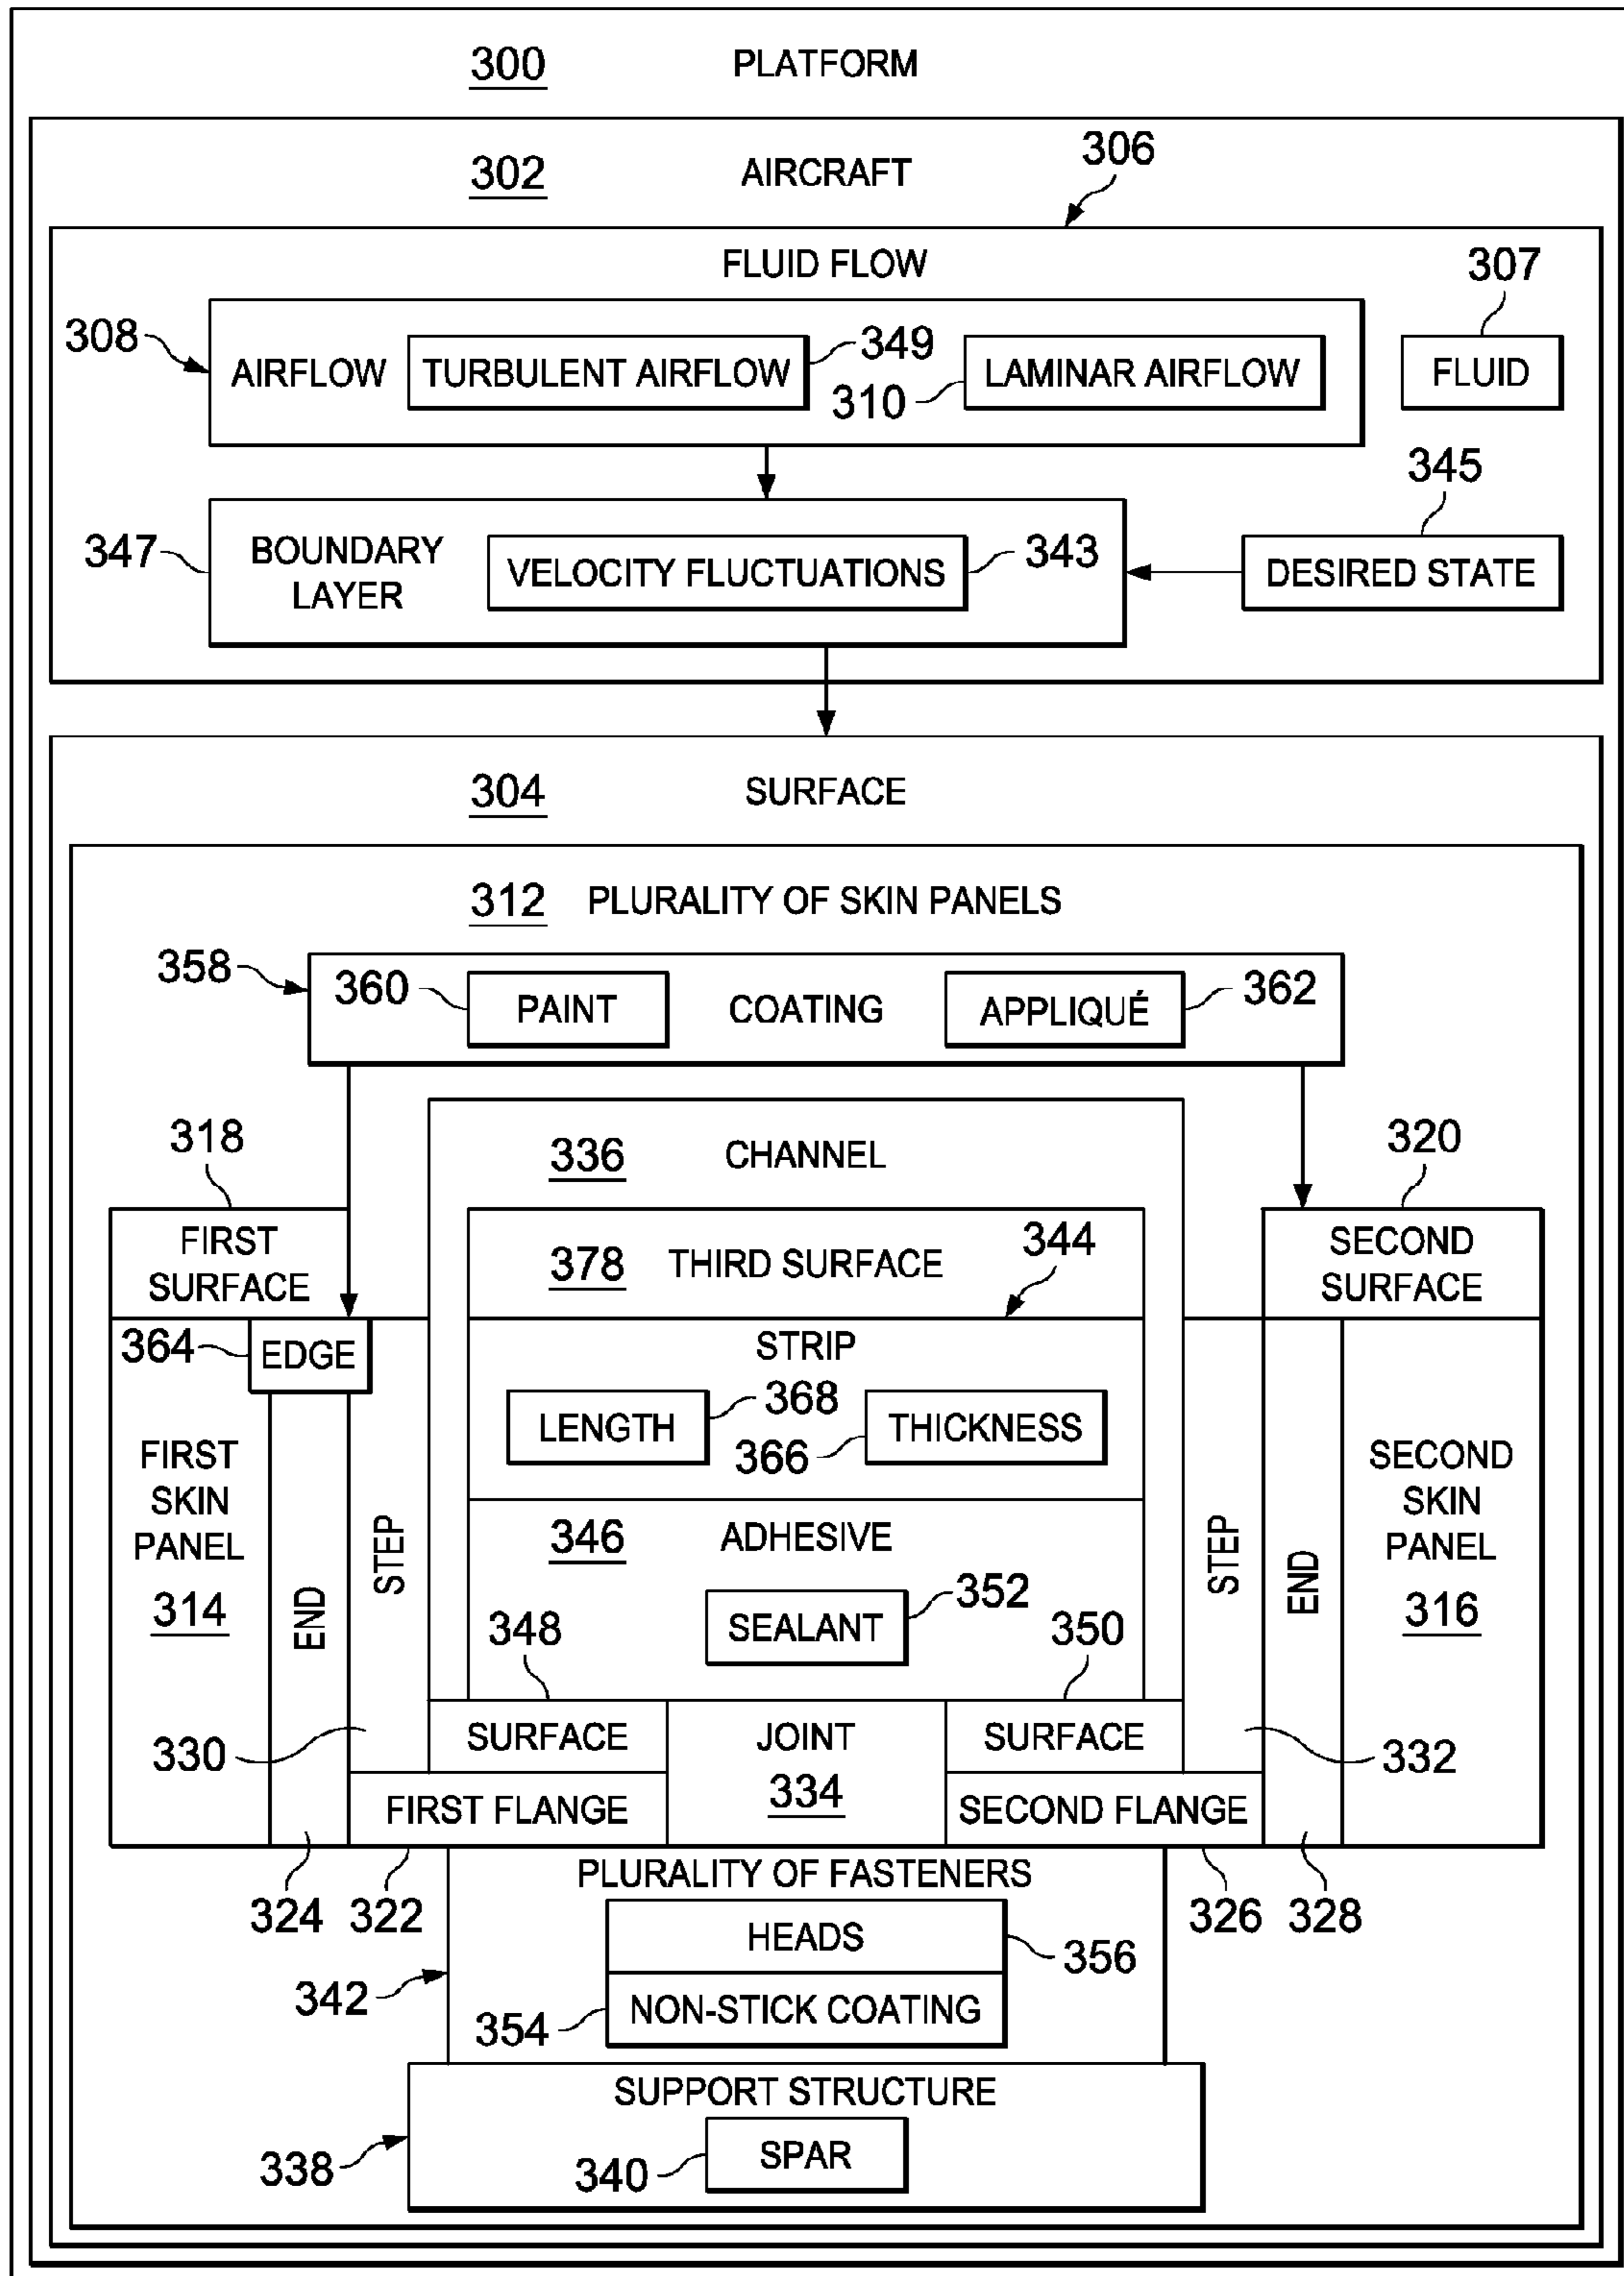 300 PLATFORM
302 AIRCRAFT
306
FLUID FLOW
307
308
AIRFLOW
TURBULENT AIRFLOW
349
310
LAMINAR AIRFLOW
FLUID
345
347
BOUNDARY
LAYER
VELOCITY FLUCTUATIONS
343
DESIRED STATE
304 SURFACE
312 PLURALITY OF SKIN PANELS
358
360
PAINT
COATING
APPLIQUÉ
362
318
336 CHANNEL
320
FIRST
SURFACE
378 THIRD SURFACE
344
SECOND
SURFACE
364
EDGE
STRIP
LENGTH
368
366
THICKNESS
FIRST
SKIN
PANEL
314
END
STEP
346 ADHESIVE
SEALANT
352
STEP
END
SECOND
SKIN
PANEL
316
348
350
330
SURFACE
JOINT
334
SURFACE
332
FIRST FLANGE
SECOND FLANGE
324
322
PLURALITY OF FASTENERS
326
328
HEADS
356
342
354
NON-STICK COATING
SUPPORT STRUCTURE
338
340
SPAR